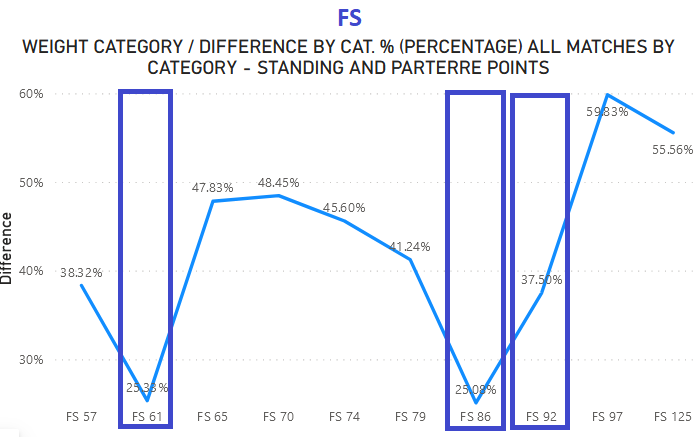 FS
WEIGHT CATEGORY / DIFFERENCE BY CAT. % (PERCENTAGE) ALL MATCHES BY
CATEGORY - STANDING AND PARTERRE POINTS
Difference
60%
50%
40%
30%
38.32%
25.33%
47.83%
48.45%
45.60%
41.24%
25.08%
37.50%
59.83%
55.56%
FS 57
FS 61
FS 65
FS 70
FS 74
FS 79
FS 86
FS 92
FS 97
FS 125